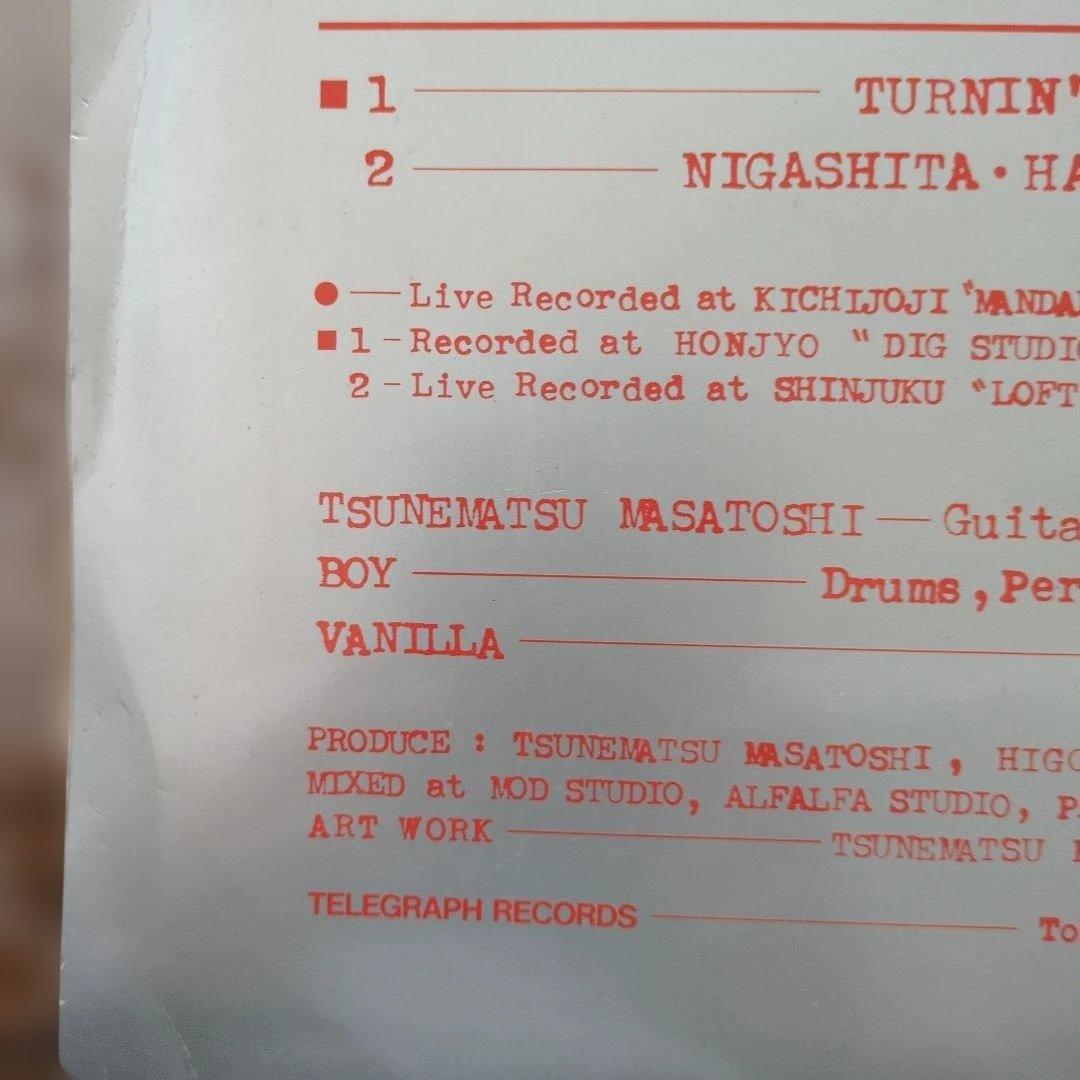 ■ 1 ─ TURNIN'
2 ─ NIGASHITA・HA
● ─ Live Recorded at KICHIJOJI "MANDA
■ 1 - Recorded at HONJYO " DIG STUDIO
2 - Live Recorded at SHINJUKU "LOFT
TSUNEMATSU MASATOSHI ─ Guita
BOY ─ Drums, Per
VANILLA ─
PRODUCE : TSUNEMATSU MASATOSHI, HIGO
MIXED at MOD STUDIO, ALFALFA STUDIO, P
ART WORK ─ TSUNEMATSU
TELEGRAPH RECORDS ─ To